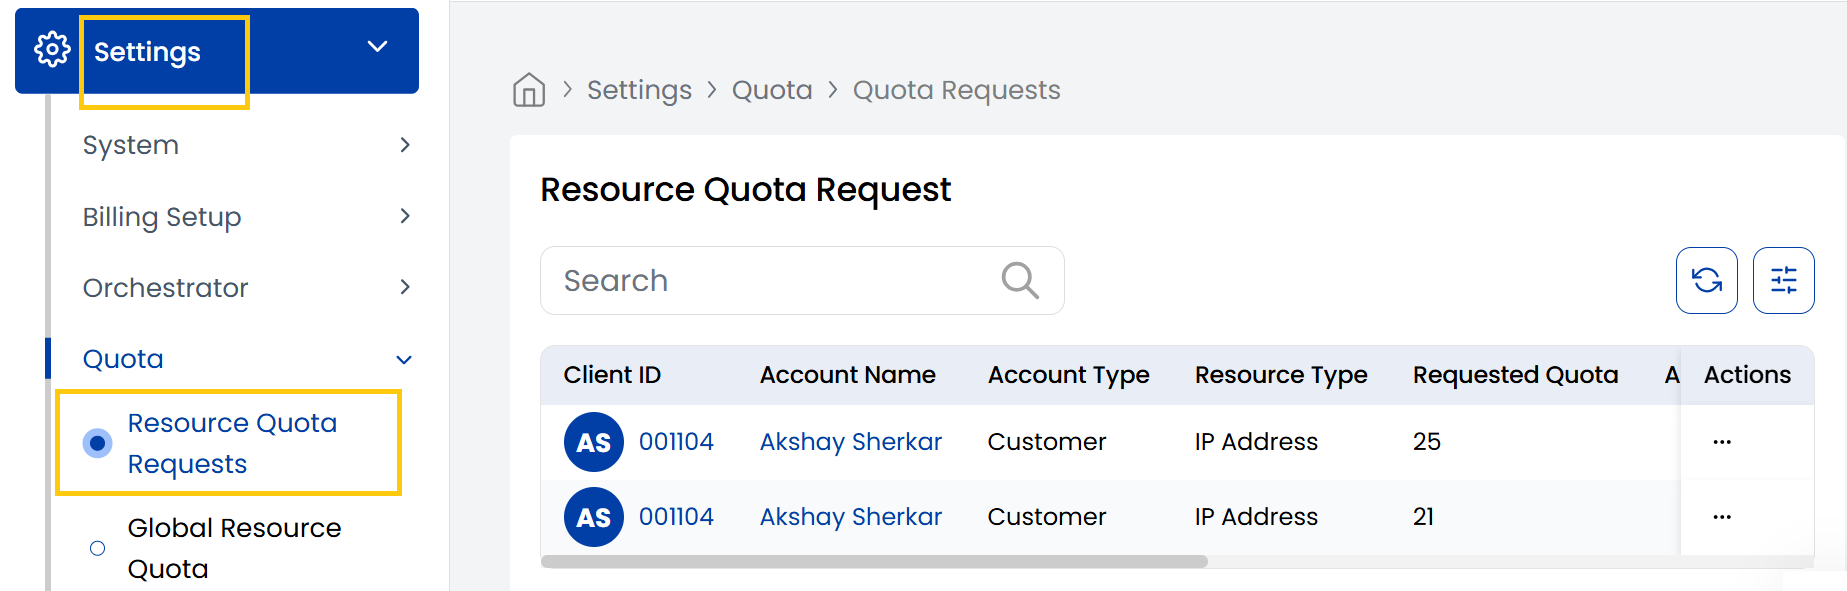 Settings
System
Billing Setup
Orchestrator
Quota
Resource Quota
Requests
Global Resource
Quota
Settings > Quota > Quota Requests
Resource Quota Request
Search
Client ID Account Name Account Type Resource Type Requested Quota A Actions
AS 001104 Akshay Sherkar Customer IP Address 25 ...
AS 001104 Akshay Sherkar Customer IP Address 21 ...